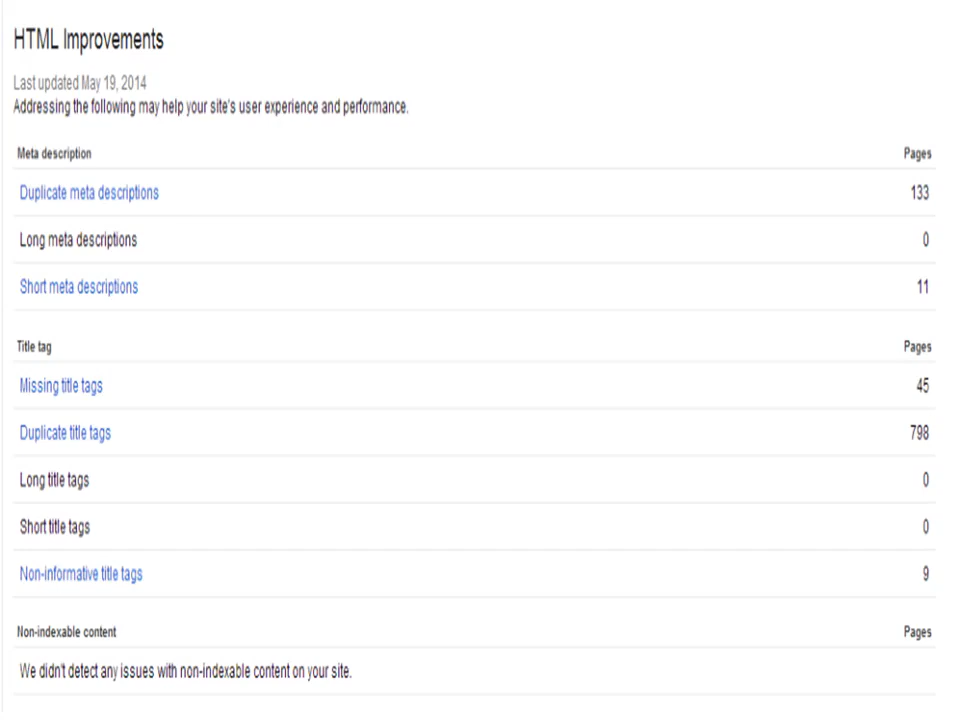 HTML Improvements
Last updated May 19, 2014
Addressing the following may help your site's user experience and performance.
Meta description Pages
Duplicate meta descriptions 133
Long meta descriptions 0
Short meta descriptions 11
Title tag Pages
Missing title tags 45
Duplicate title tags 798
Long title tags 0
Short title tags 0
Non-informative title tags 9
Non-indexable content Pages
We didn't detect any issues with non-indexable content on your site.